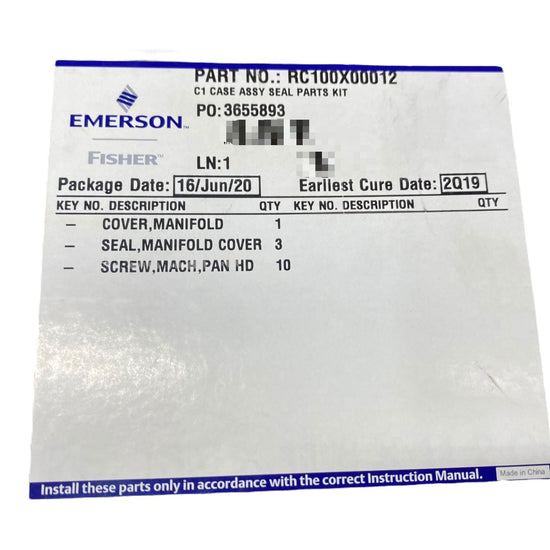 PART NO.: RC100X00012
C1 CASE ASSY SEAL PARTS KIT
EMERSON™
PO:3655893
FISHER™
LN:1
Package Date: 16/Jun/20 Earliest Cure Date: 2Q19
KEY NO. DESCRIPTION QTY KEY NO. DESCRIPTION QTY
– COVER,MANIFOLD 1
– SEAL,MANIFOLD COVER 3
– SCREW,MACH,PAN HD 10
Install these parts only in accordance with the correct Instruction Manual.
Made in China